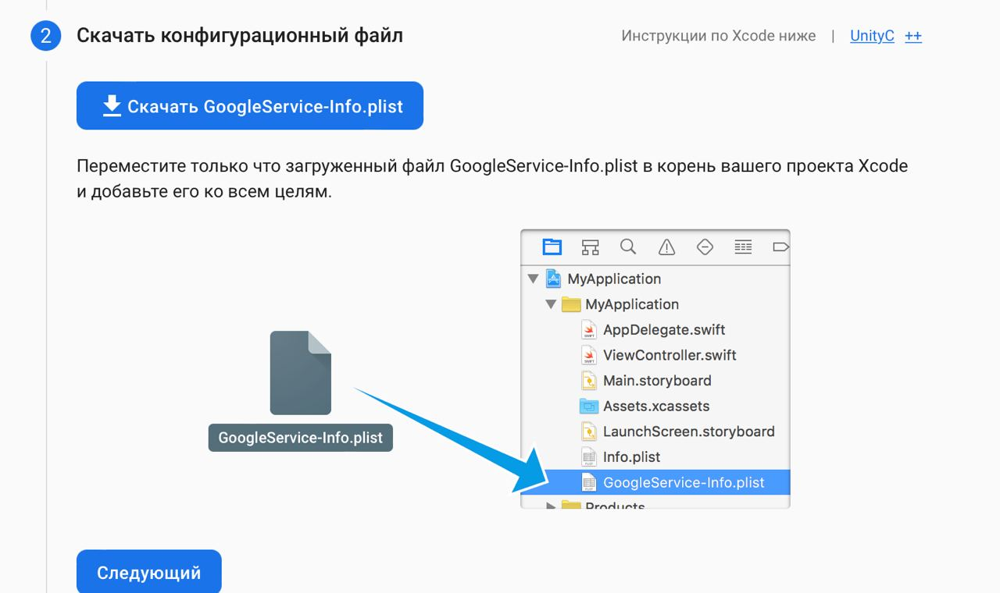 2 Скачать конфигурационный файл
Инструкции по Xcode ниже | UnityC ++
Скачать GoogleService-Info.plist
Переместите только что загруженный файл GoogleService-Info.plist в корень вашего проекта Xcode
и добавьте его ко всем целям.
GoogleService-Info.plist
MyApplication
MyApplication
AppDelegate.swift
ViewController.swift
Main.storyboard
Assets.xcassets
LaunchScreen.storyboard
Info.plist
GoogleService-Info.plist
Products
Следующий